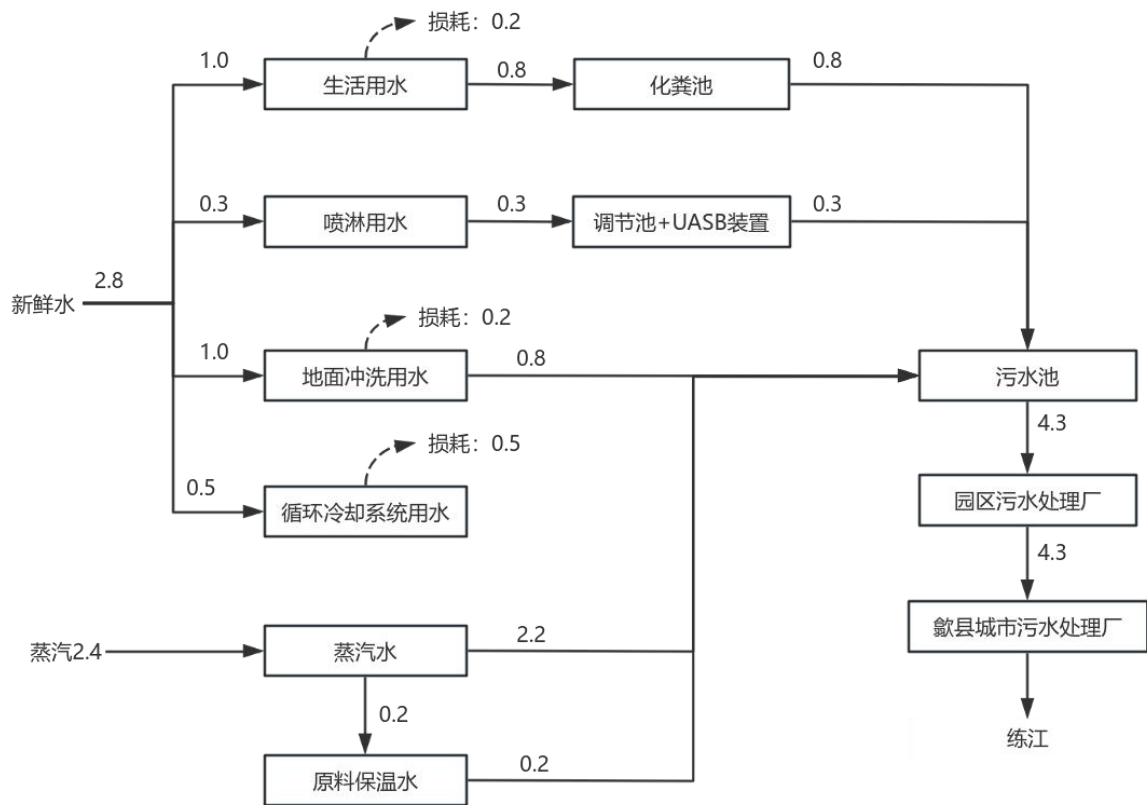 损耗：0.2
1.0
生活用水
0.8
化粪池
0.8
0.3
喷淋用水
0.3
调节池+UASB装置
0.3
新鲜水
2.8
损耗：0.2
1.0
地面冲洗用水
0.8
污水池
4.3
损耗：0.5
0.5
循环冷却系统用水
园区污水处理厂
4.3
蒸汽2.4
蒸汽水
2.2
歙县城市污水处理厂
0.2
原料保温水
0.2
练江